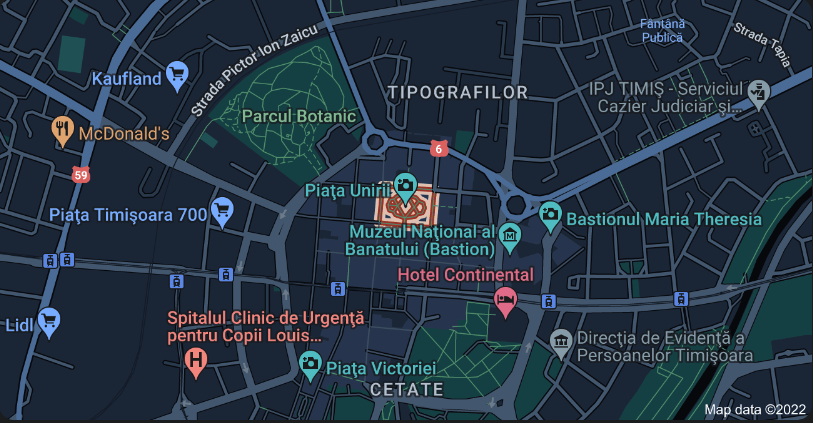 Fântâna
Publică
Strada Tapia
Strada Pictor Ion Zaicu
Kaufland
TIPOGRAFILOR
IPJ TIMIȘ - Serviciul
Cazier Judiciar și...
Parcul Botanic
McDonald's
6
59
Piața Unirii
Piața Timișoara 700
Bastionul Maria Theresia
Muzeul Național al
Banatului (Bastion)
Hotel Continental
Lidl
Spitalul Clinic de Urgență
pentru Copii Louis...
Direcția de Evidență a
Persoanelor Timișoara
Piața Victoriei
CETATE
Map data ©2022